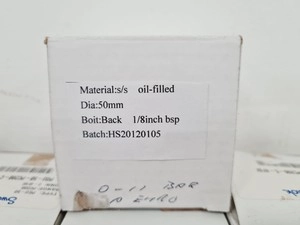 Material:s/s oil-filled
Dia:50mm
Boit:Back 1/8inch bsp
Batch:HS20120105
0-11 BAR